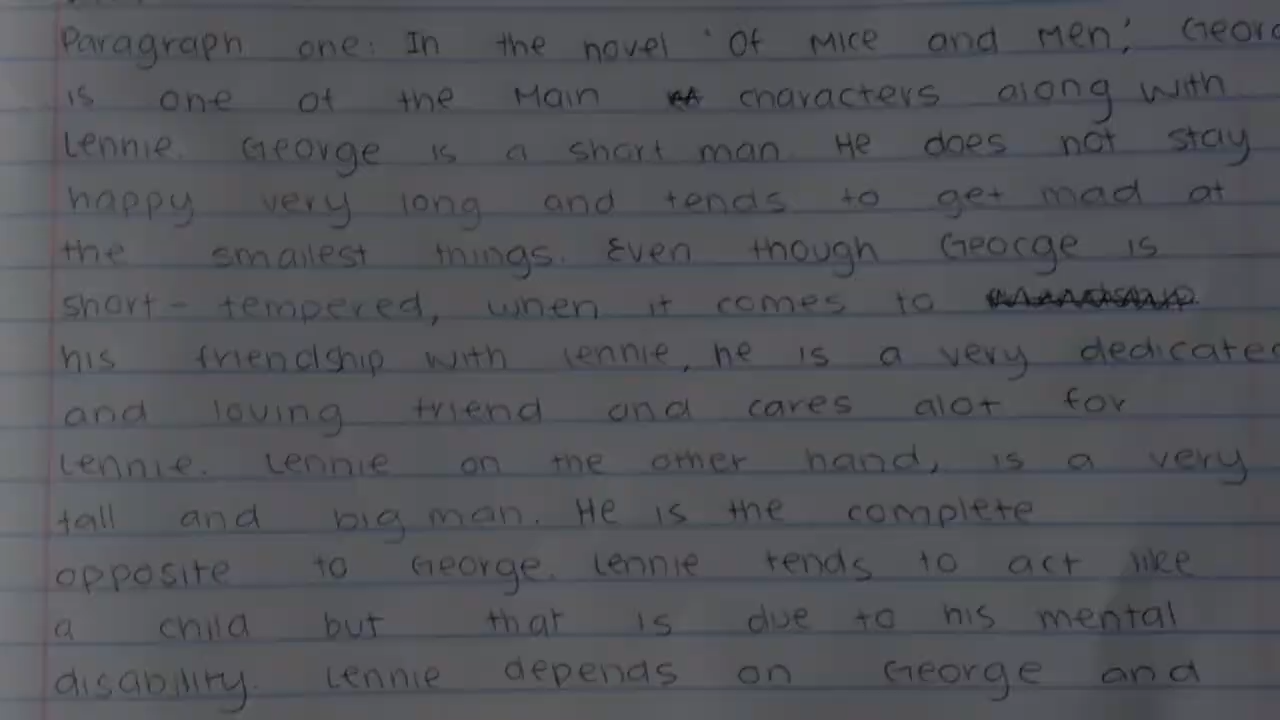 Paragraph one: In the novel 'Of Mice and Men,' Georg
is one of the Main characters along with
Lennie. George is a short man. He does not stay
happy very long and tends to get mad at
the smallest things. Even though George is
short-tempered, when it comes to
his friendship with Lennie, he is a very dedicated
and loving friend and cares alot for
Lennie. Lennie on the other hand, is a very
tall and big man. He is the complete
opposite to George. Lennie tends to act like
a child but that is due to his mental
disability. Lennie depends on George and